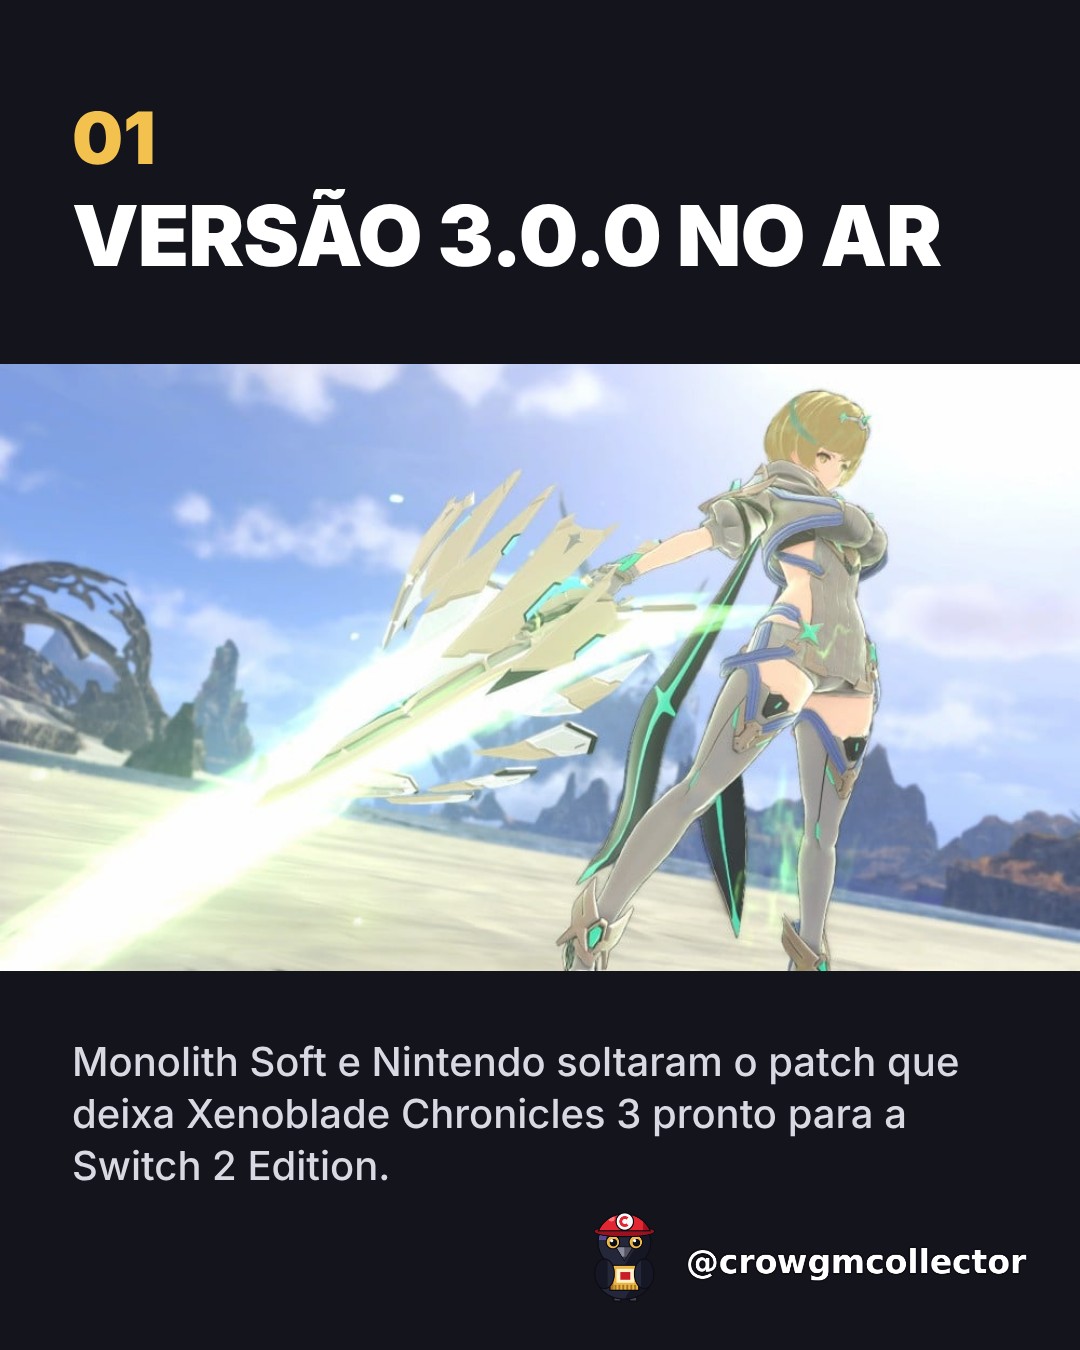 01
VERSÃO 3.0.0 NO AR
Monolith Soft e Nintendo soltaram o patch que
deixa Xenoblade Chronicles 3 pronto para a
Switch 2 Edition.
C
@crowgmcollector